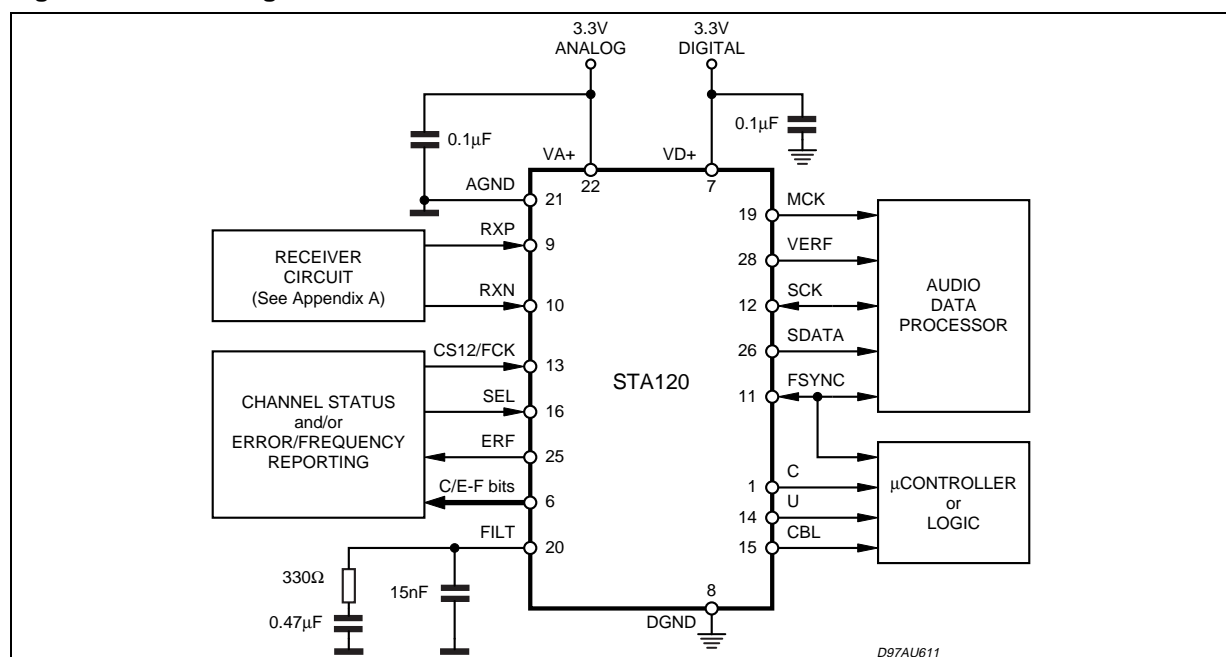 3.3V
ANALOG
3.3V
DIGITAL
0.1μF
0.1μF
VA+
VD+
22
7
AGND
21
RXP
9
RECEIVER
CIRCUIT
(See Appendix A)
RXN
10
CS12/FCK
13
SEL
16
CHANNEL STATUS
and/or
ERROR/FREQUENCY
REPORTING
ERF
25
C/E-F bits
6
FILT
20
330Ω
15nF
0.47μF
STA120
19
MCK
28
VERF
12
SCK
26
SDATA
11
FSYNC
AUDIO
DATA
PROCESSOR
1
C
14
U
15
CBL
μCONTROLLER
or
LOGIC
8
DGND
D97AU611